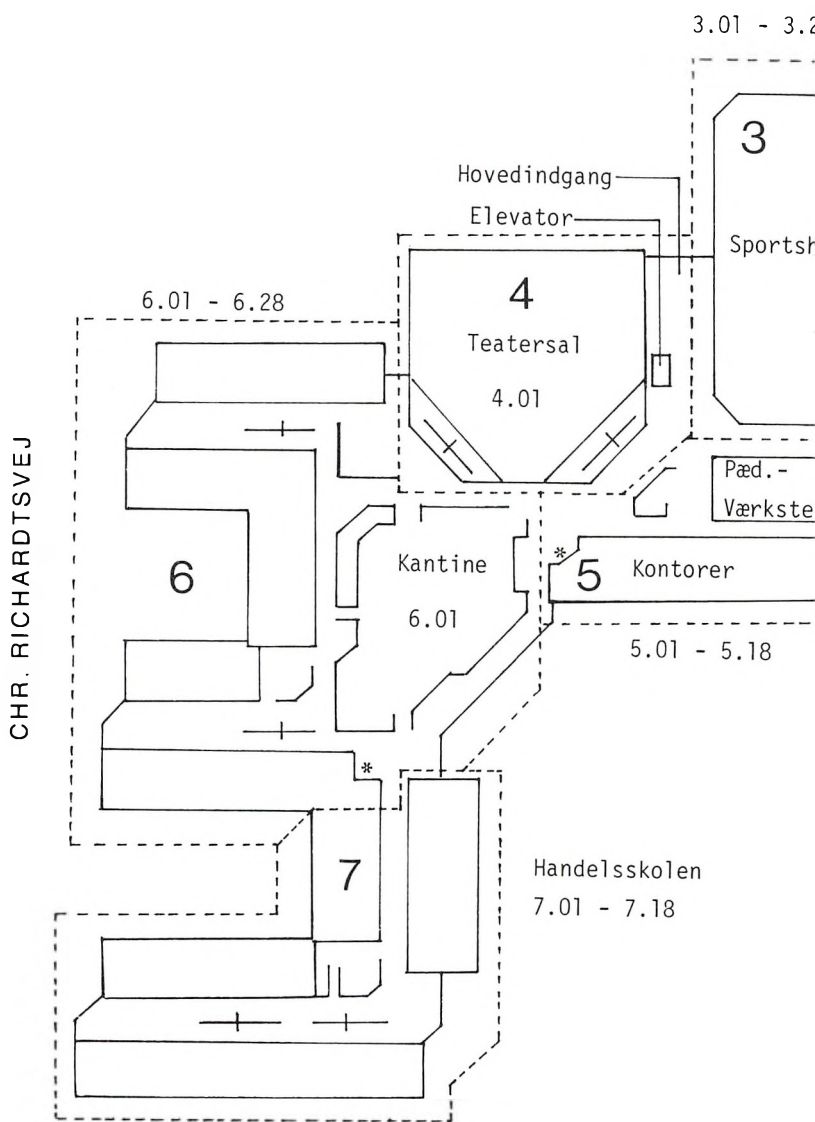 3.01 - 3.2
3
Hovedindgang
Elevator
Sportsh
4
6.01 - 6.28
Teatersal
4.01
CHR. RICHARDTSVEJ
Pæd.-
Værkste
*
Kantine
5 Kontorer
6
6.01
5.01 - 5.18
*
7
Handelsskolen
7.01 - 7.18